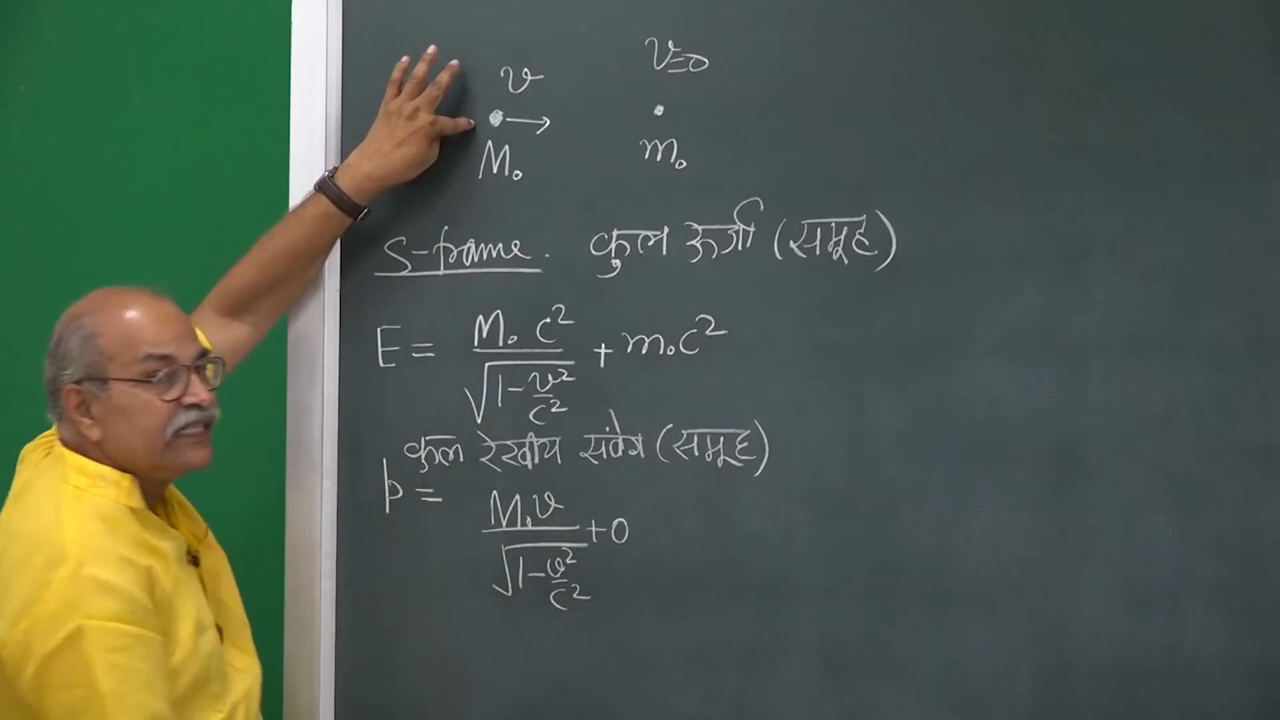 v v=0
M₀ m₀
S-frame. कुल ऊर्जा (समूह)
E = M₀c²/√(1-v²/c²) + m₀c²
कुल रेखीय संवेग (समूह)
p = M₀v/√(1-v²/c²) + 0